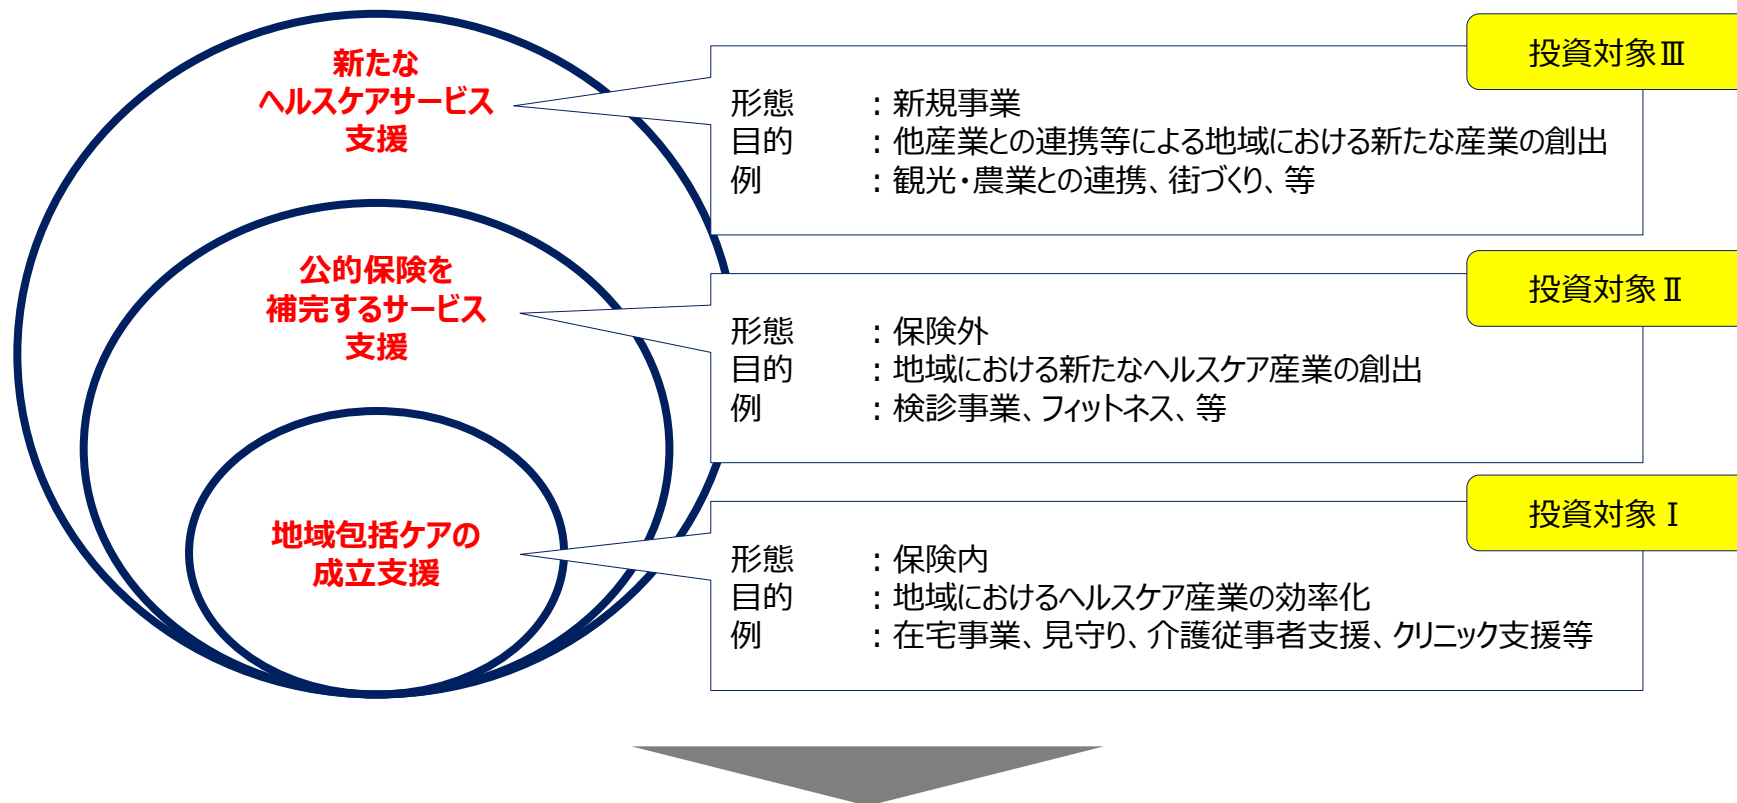 新たな
ヘルスケアサービス
支援
投資対象Ⅲ
形態　：新規事業
目的　：他産業との連携等による地域における新たな産業の創出
例　：観光・農業との連携、街づくり、等
公的保険を
補完するサービス
支援
投資対象Ⅱ
形態　：保険外
目的　：地域における新たなヘルスケア産業の創出
例　：検診事業、フィットネス、等
地域包括ケアの
成立支援
投資対象Ⅰ
形態　：保険内
目的　：地域におけるヘルスケア産業の効率化
例　：在宅事業、見守り、介護従事者支援、クリニック支援等